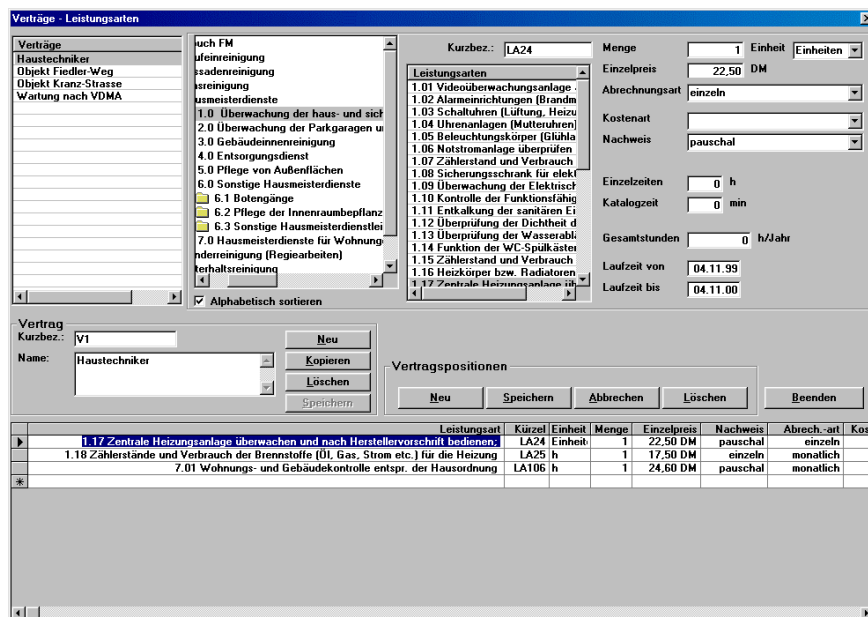 Verträge - Leistungsarten
Verträge
Haustechniker
Objekt Fiedler-Weg
Objekt Kranz-Strasse
Wartung nach VDMA
uch FM
ufeinreinigung
ssadenreinigung
asreinigung
usmeisterdienste
1.0 Überwachung der haus- und sich
2.0 Überwachung der Parkgaragen u
3.0 Gebäudeinnenreinigung
4.0 Entsorgungsdienst
5.0 Pflege von Außenflächen
6.0 Sonstige Hausmeisterdienste
6.1 Botengänge
6.2 Pflege der Innenraumbepflanz
6.3 Sonstige Hausmeisterdienstlei
7.0 Hausmeisterdienste für Wohnung
nderreinigung (Regiearbeiten)
terhaltsreinigung
Alphabetisch sortieren
Kurzbez.: LA24
Leistungsarten
1.01 Videoüberwachungsanlage
1.02 Alarmeinrichtungen (Brandm
1.03 Schaltuhren (Lüftung, Heizu
1.04 Uhrenanlagen (Mutteruhren)
1.05 Beleuchtungskörper (Glühla
1.06 Notstromanlage überprüfen
1.07 Zählerstand und Verbrauch
1.08 Sicherungsschrank für elek
1.09 Überwachung der Elektrisch
1.10 Kontrolle der Funktionsfähig
1.11 Entkalkung der sanitären Ei
1.12 Überprüfung der Dichtheit d
1.13 Überprüfung der Wasserablä
1.14 Funktion der WC-Spülkäster
1.15 Zählerstand und Verbrauch
1.16 Heizkörper bzw. Radiatoren
1.17 Zentrale Heizungsanlage üb
Menge 1 Einheit Einheiten
Einzelpreis 22,50 DM
Abrechnungsart einzeln
Kostenart
Nachweis pauschal
Einzelzeiten 0 h
Katalogzeit 0 min
Gesamtstunden 0 h/Jahr
Laufzeit von 04.11.99
Laufzeit bis 04.11.00
Vertrag
Kurzbez.: V1
Name: Haustechniker
Neu
Kopieren
Löschen
Speichern
Vertragspositionen
Neu Speichern Abbrechen Löschen Beenden
Leistungsart Kürzel Einheit Menge Einzelpreis Nachweis Abrech.-art Kos
1.17 Zentrale Heizungsanlage überwachen und nach Herstellervorschrift bedienen; LA24 Einheit 1 22,50 DM pauschal einzeln
1.18 Zählerstände und Verbrauch der Brennstoffe (Öl, Gas, Strom etc.) für die Heizung LA25 h 1 17,50 DM einzeln monatlich
7.01 Wohnungs- und Gebäudekontrolle entspr. der Hausordnung LA106 h 1 24,60 DM pauschal monatlich